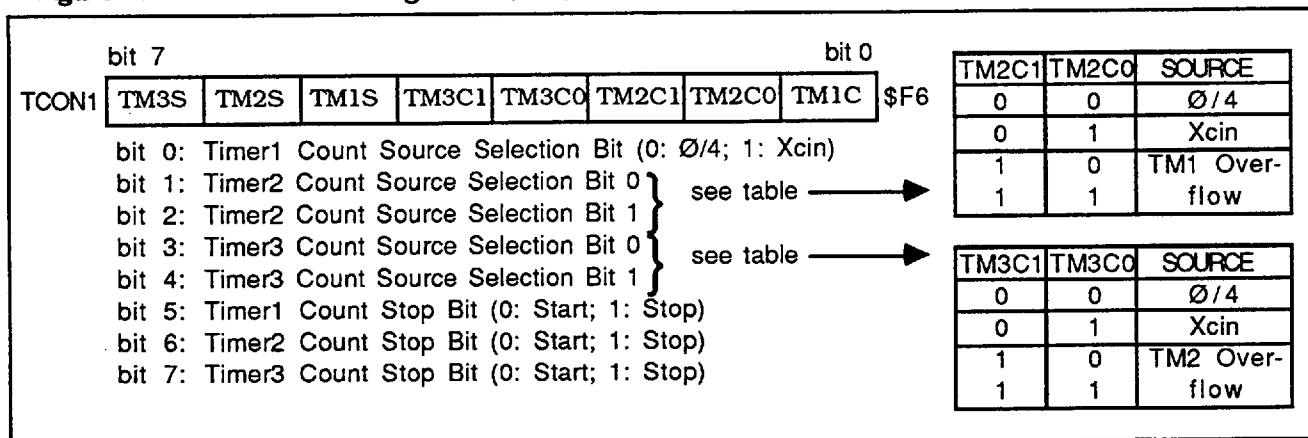 bit 7 bit 0
TCON1 TM3S TM2S TM1S TM3C1 TM3C0 TM2C1 TM2C0 TM1C $F6
bit 0: Timer1 Count Source Selection Bit (0: Ø/4; 1: Xcin)
bit 1: Timer2 Count Source Selection Bit 0
bit 2: Timer2 Count Source Selection Bit 1
see table
bit 3: Timer3 Count Source Selection Bit 0
bit 4: Timer3 Count Source Selection Bit 1
see table
bit 5: Timer1 Count Stop Bit (0: Start; 1: Stop)
bit 6: Timer2 Count Stop Bit (0: Start; 1: Stop)
bit 7: Timer3 Count Stop Bit (0: Start; 1: Stop)
TM2C1 TM2C0 SOURCE
0 0 Ø/4
0 1 Xcin
1 0 TM1 Over-
1 1 flow
TM3C1 TM3C0 SOURCE
0 0 Ø/4
0 1 Xcin
1 0 TM2 Over-
1 1 flow